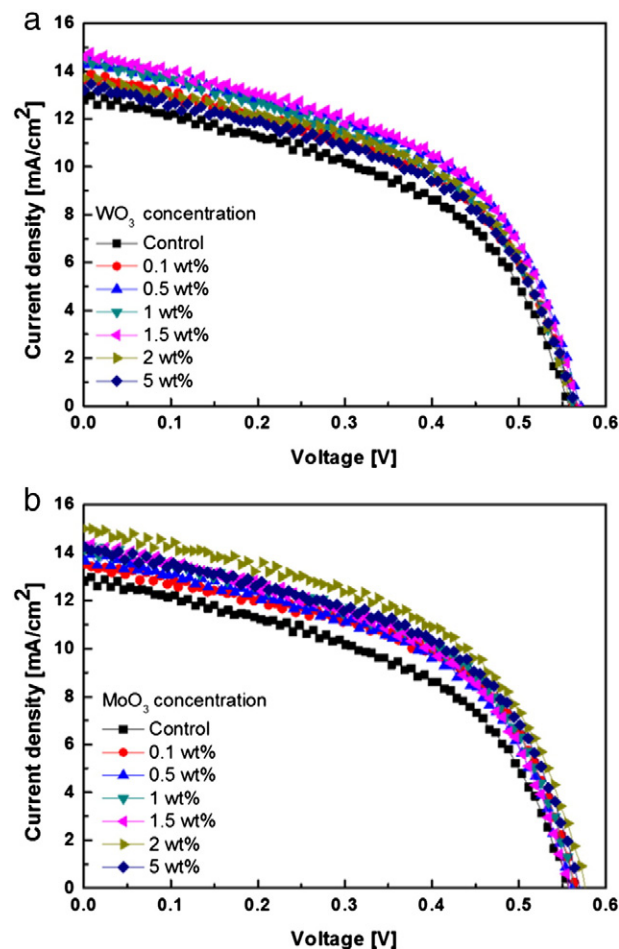 a
16
14
12
10
8
6
4
2
0
Current density [mA/cm²]
WO₃ concentration
Control
0.1 wt%
0.5 wt%
1 wt%
1.5 wt%
2 wt%
5 wt%
0.0 0.1 0.2 0.3 0.4 0.5 0.6
Voltage [V]
b
16
14
12
10
8
6
4
2
0
Current density [mA/cm²]
MoO₃ concentration
Control
0.1 wt%
0.5 wt%
1 wt%
1.5 wt%
2 wt%
5 wt%
0.0 0.1 0.2 0.3 0.4 0.5 0.6
Voltage [V]